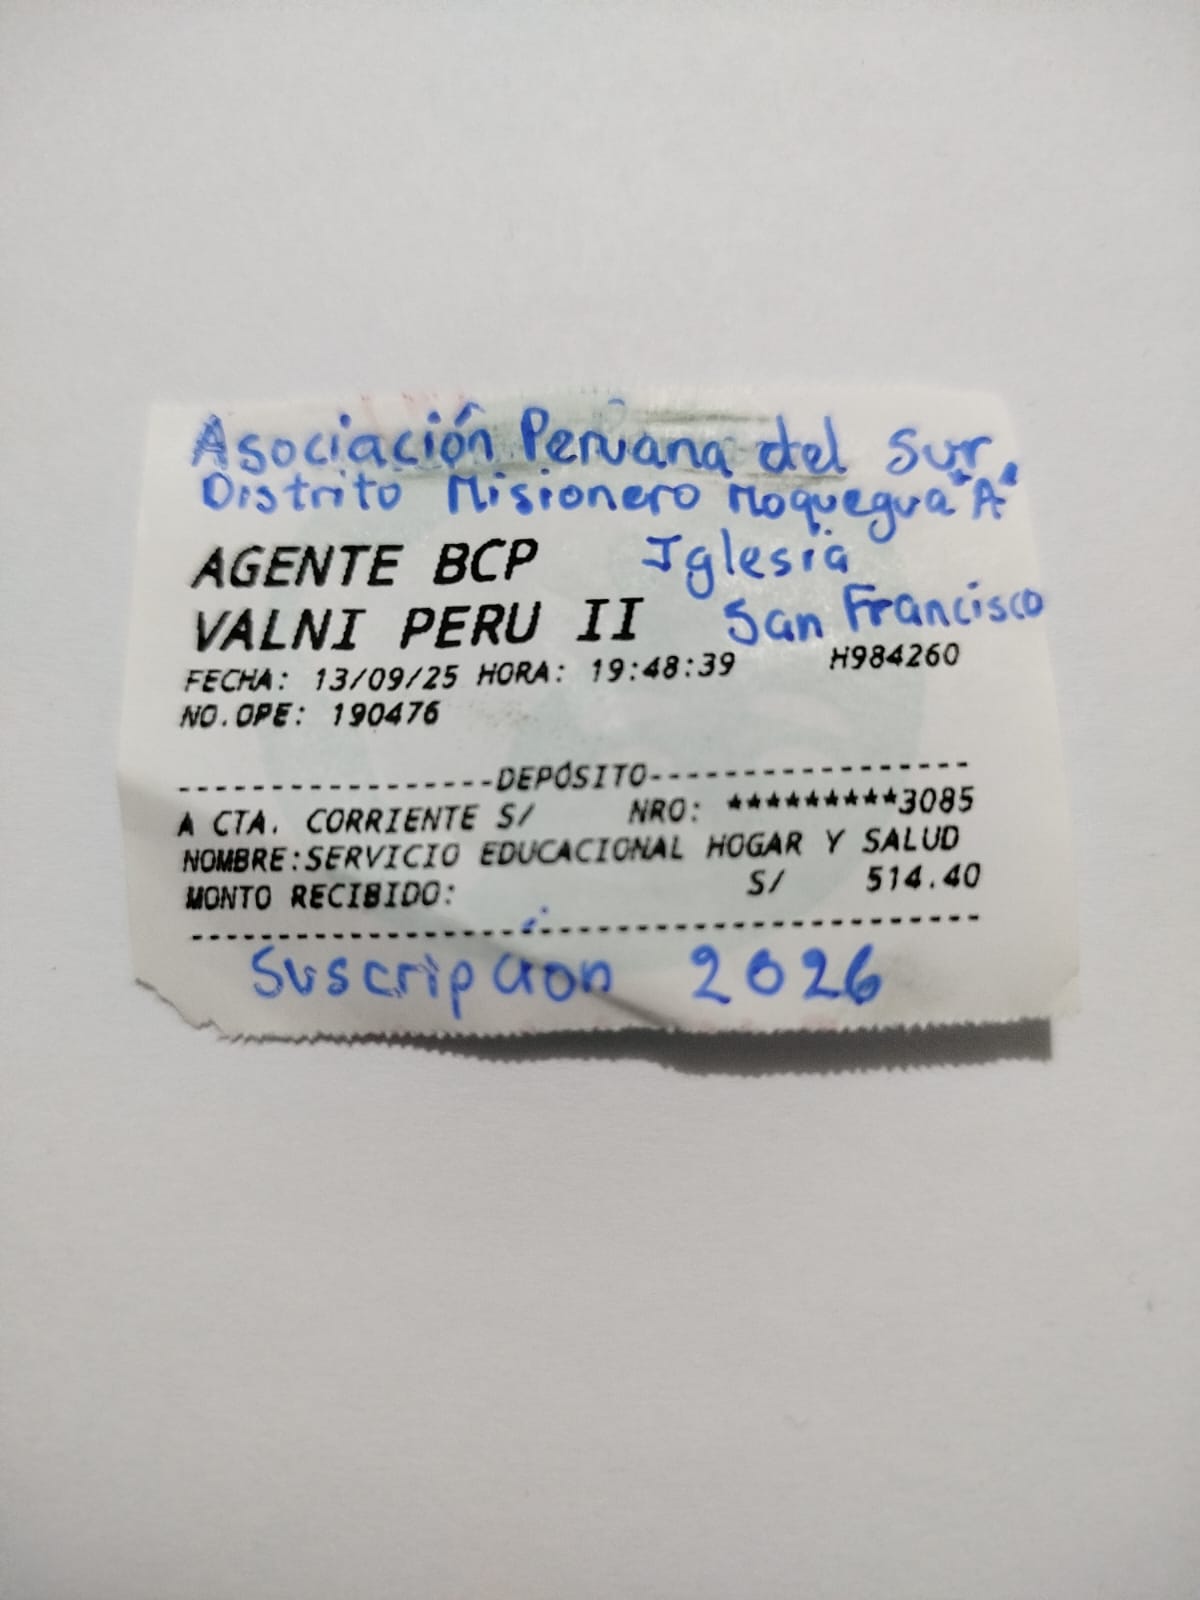 Asociación Peruana del Sur
Distrito Misionero Moquegua "A"
AGENTE BCP Iglesia
VALNI PERU II San Francisco
FECHA: 13/09/25 HORA: 19:48:39 H984260
NO.OPE: 190476
-----------------DEPÓSITO-----------------
A CTA. CORRIENTE S/ NRO: *********3085
NOMBRE:SERVICIO EDUCACIONAL HOGAR Y SALUD
MONTO RECIBIDO: S/ 514.40
Suscripcion 2026